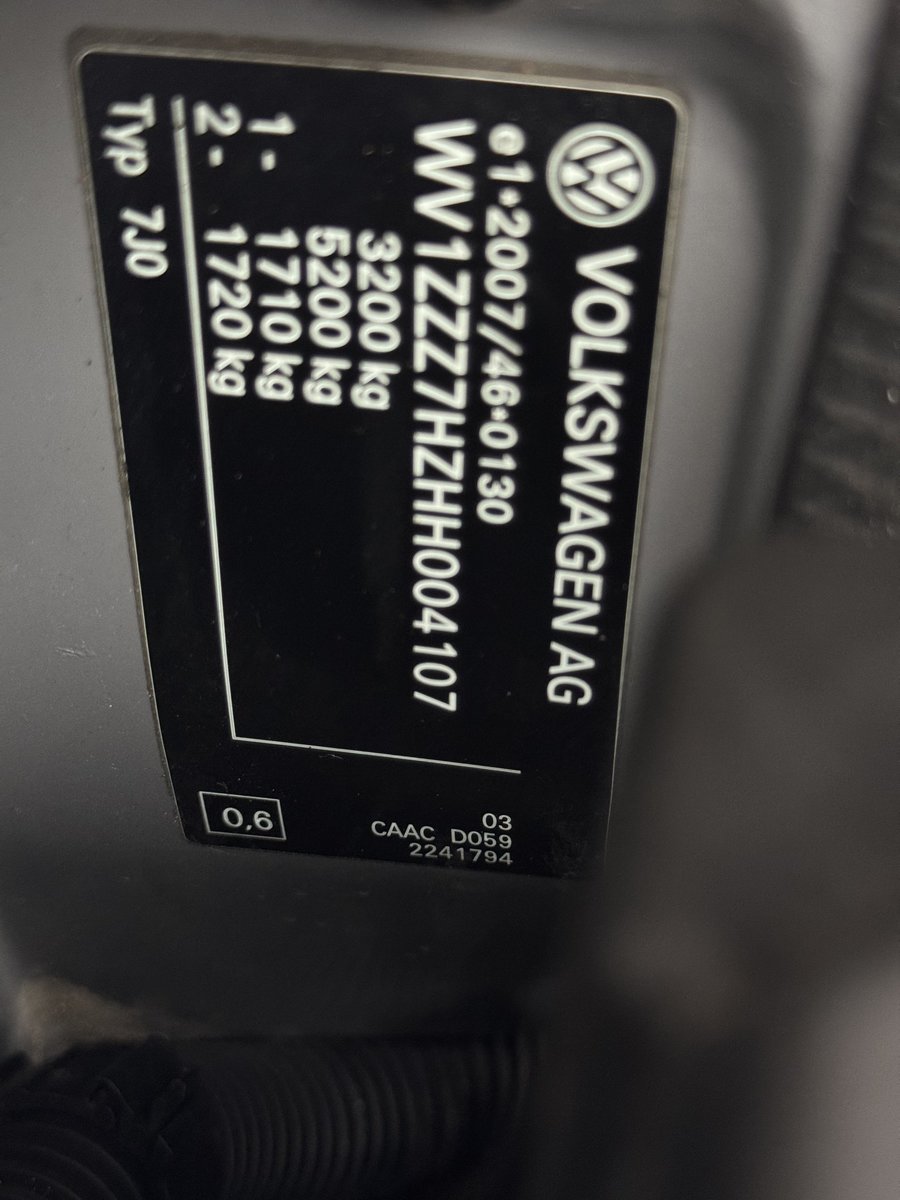 VOLKSWAGEN AG
e1*2007/46*0130
WV1ZZZ7HZHH004107
3200 kg
5200 kg
1 - 1710 kg
2 - 1720 kg
Typ 7J0
03
CAAC D059
2241794
0,6